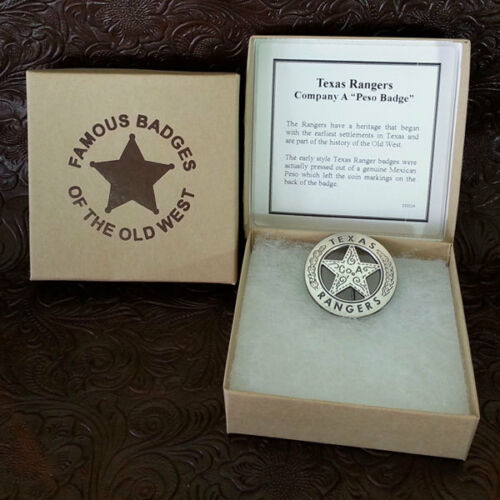 FAMOUS BADGES
OF THE OLD WEST
Texas Rangers
Company A "Peso Badge"
The Rangers have a heritage that began
with the earliest settlements in Texas and
are part of the history of the Old West.
The early style Texas Ranger badges were
actually pressed out of a genuine Mexican
Peso which left the coin markings on the
back of the badge.
TEXAS
Co A
RANGERS